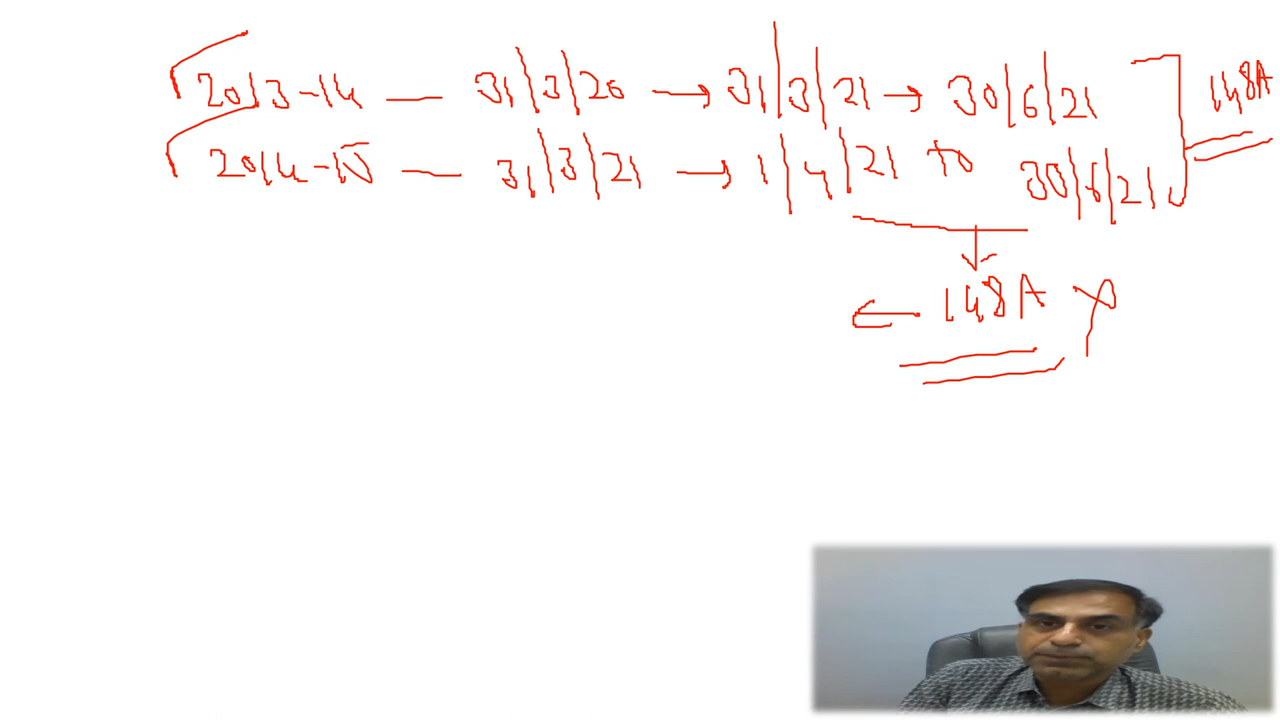 2013-14 — 31/3/20 → 31/3/21 → 30/6/21 148A
2014-15 — 31/3/21 → 1/4/21 to 30/6/21
← 148A